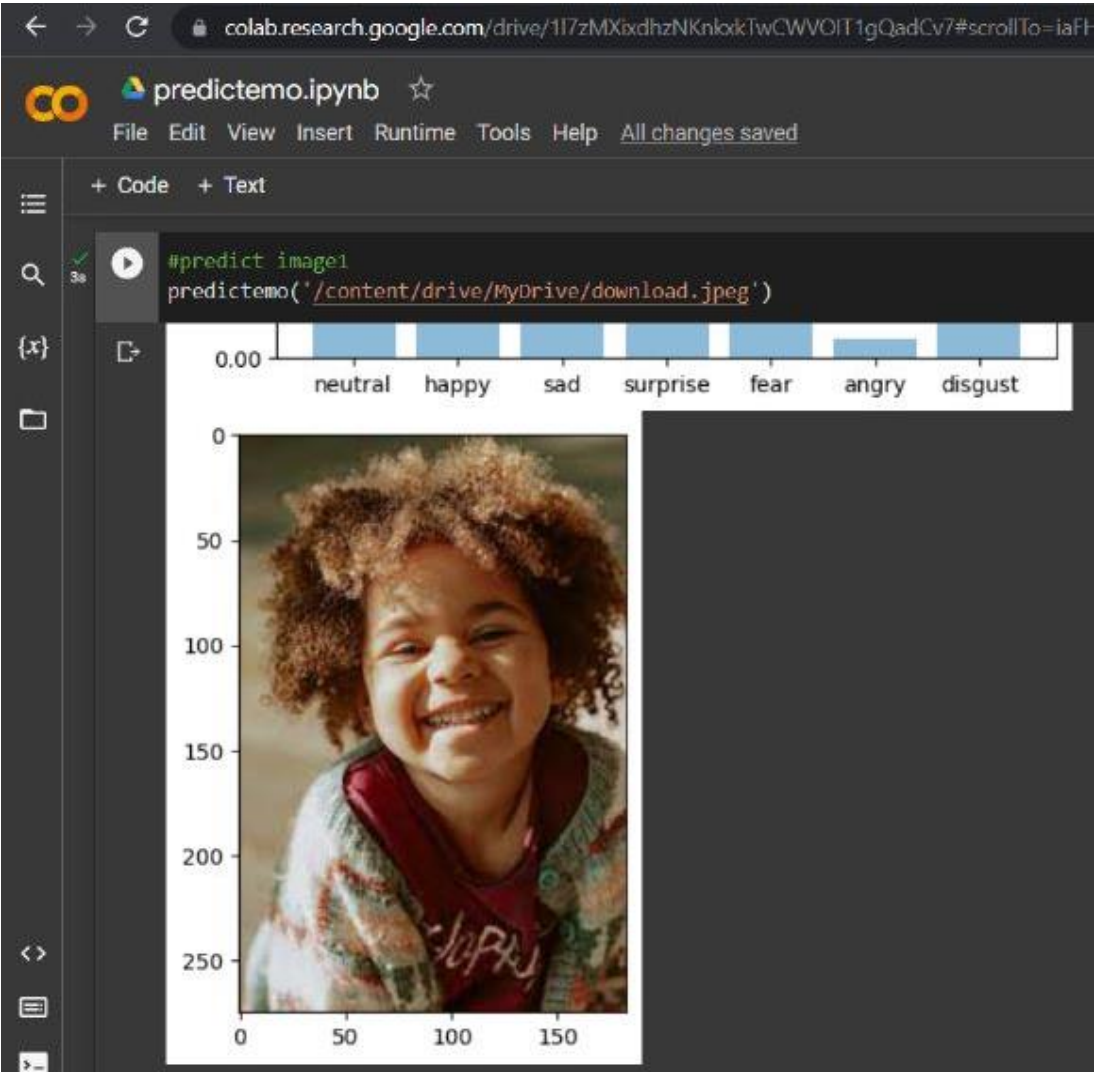 colab.research.google.com/drive/1l7zMXixdhzNKnkxkTwCWVOIT1gQadCv7#scrollTo=iaFH
CO predictemo.ipynb
File Edit View Insert Runtime Tools Help All changes saved
+ Code + Text
3s
#predict image1
predictemo('/content/drive/MyDrive/download.jpeg')
{x}
0.00
neutral happy sad surprise fear angry disgust
0
50
100
150
200
250
0 50 100 150